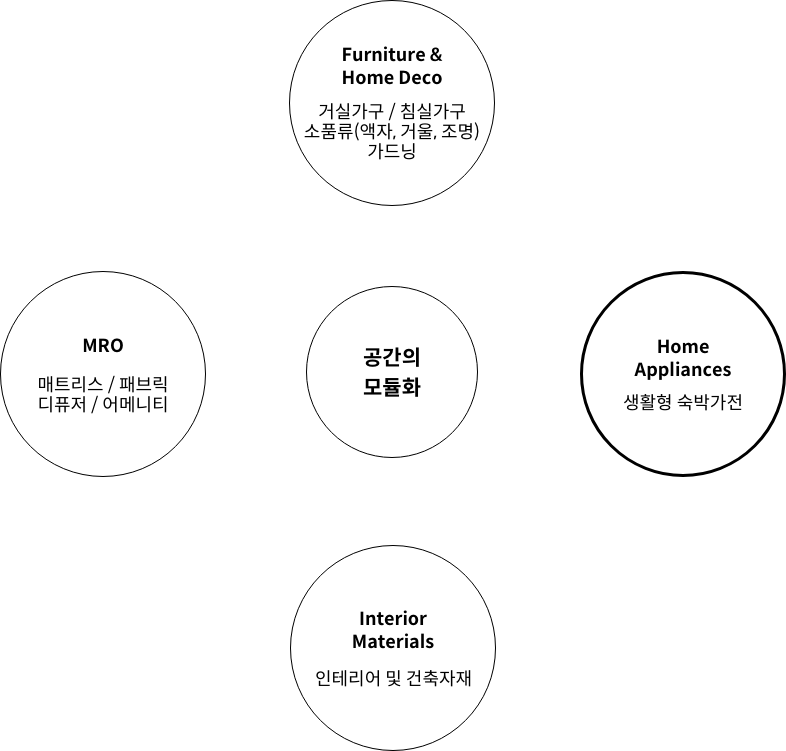 Furniture &
Home Deco
거실가구 / 침실가구
소품류(액자, 거울, 조명)
가드닝
MRO
매트리스 / 패브릭
디퓨저 / 어메니티
공간의
모듈화
Home
Appliances
생활형 숙박가전
Interior
Materials
인테리어 및 건축자재